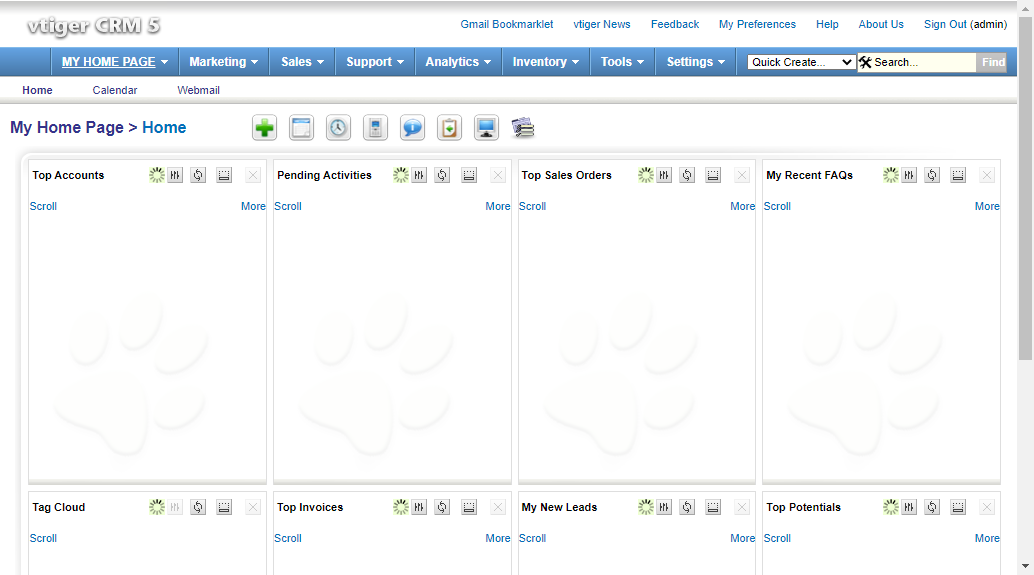 vtiger CRM 5
Gmail Bookmarklet vtiger News Feedback My Preferences Help About Us Sign Out (admin)
MY HOME PAGE Marketing Sales Support Analytics Inventory Tools Settings Quick Create... Search... Find
Home Calendar Webmail
My Home Page > Home
Top Accounts Pending Activities Top Sales Orders My Recent FAQs
Scroll More Scroll More Scroll More Scroll More
Tag Cloud Top Invoices My New Leads Top Potentials
Scroll Scroll More Scroll More Scroll More